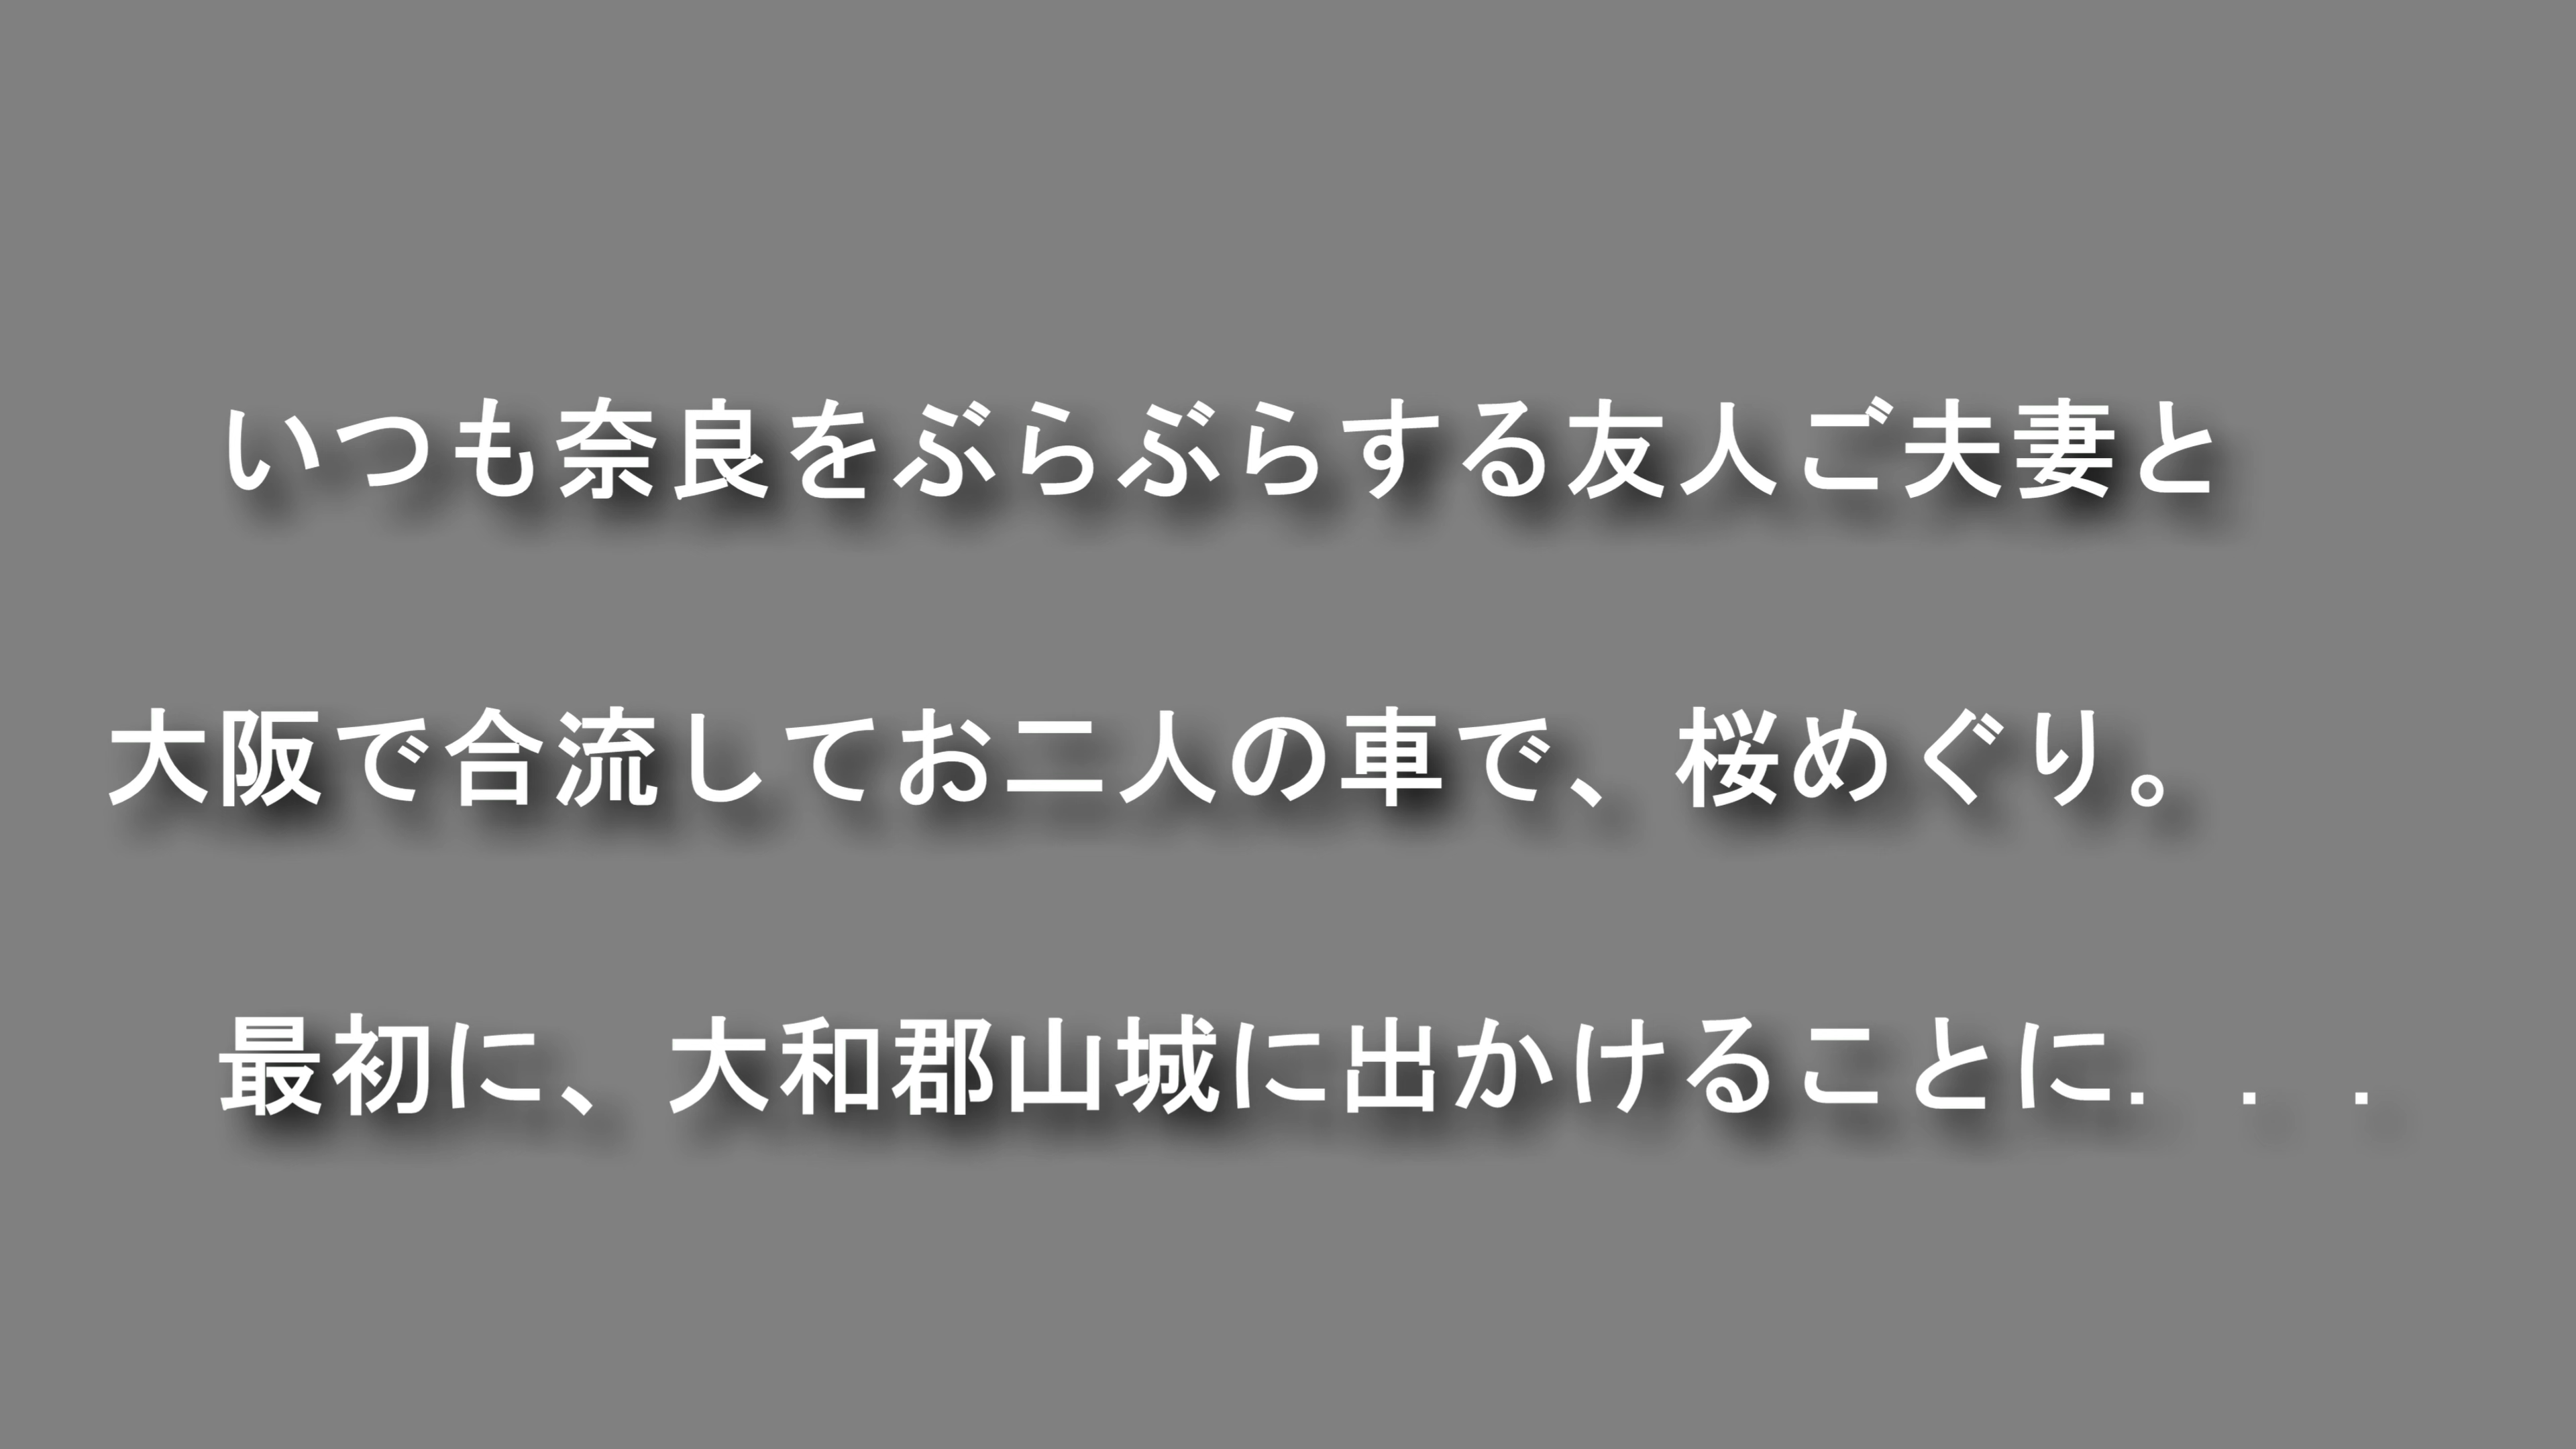 いつも奈良をぶらぶらする友人ご夫妻と
大阪で合流してお二人の車で、桜めぐり。
最初に、大和郡山城に出かけることに．．．